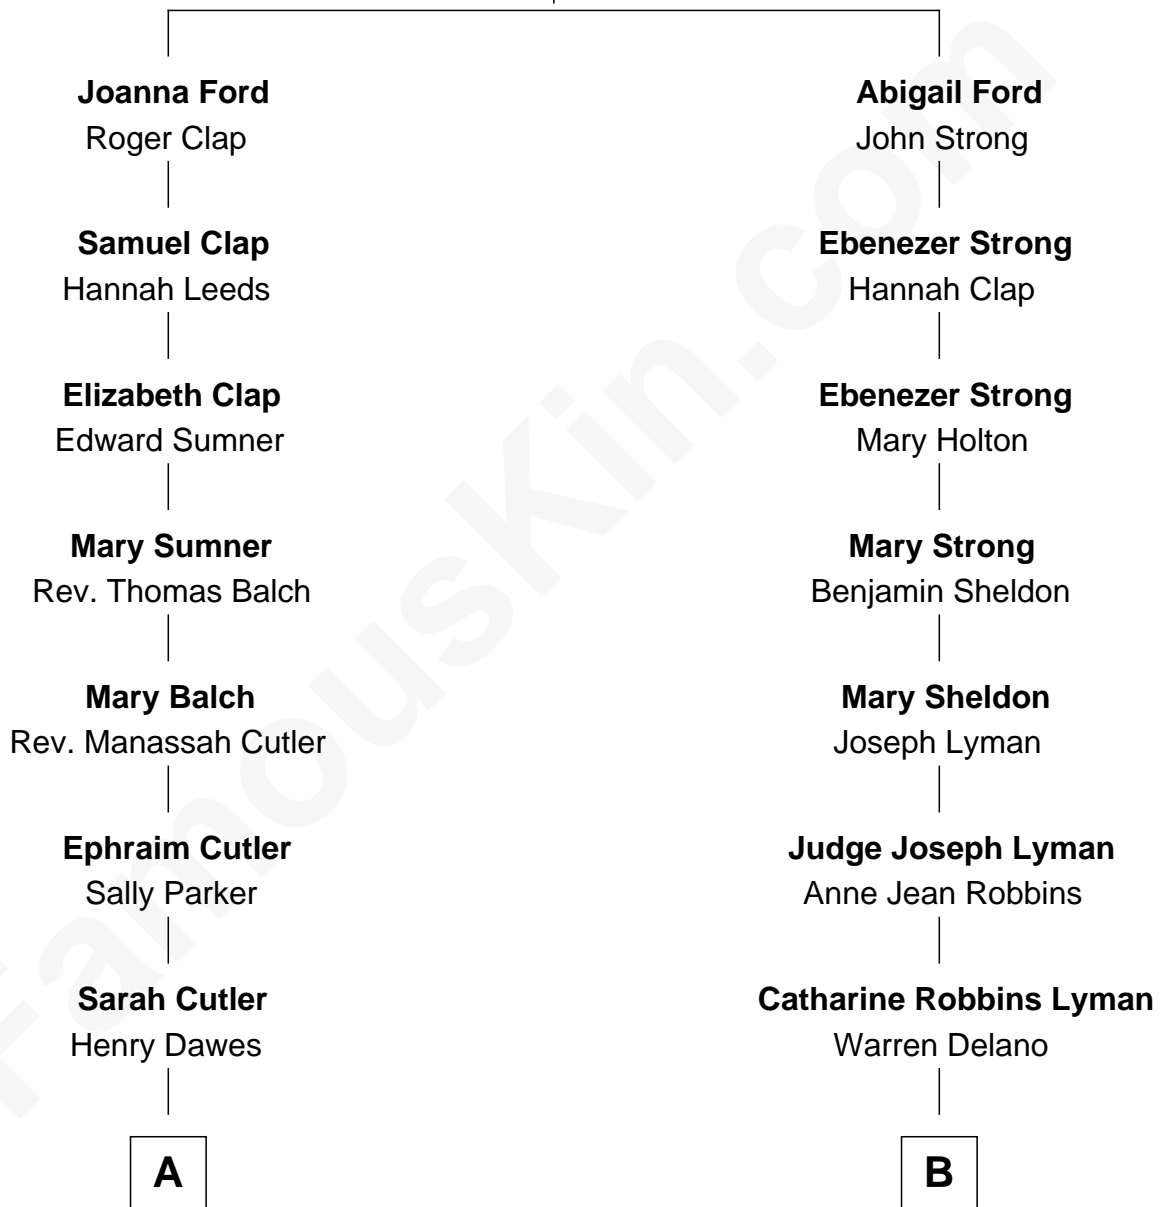 Joanna Ford
Roger Clap
Samuel Clap
Hannah Leeds
Elizabeth Clap
Edward Sumner
Mary Sumner
Rev. Thomas Balch
Mary Balch
Rev. Manassah Cutler
Ephraim Cutler
Sally Parker
Sarah Cutler
Henry Dawes
A
Abigail Ford
John Strong
Ebenezer Strong
Hannah Clap
Ebenezer Strong
Mary Holton
Mary Strong
Benjamin Sheldon
Mary Sheldon
Joseph Lyman
Judge Joseph Lyman
Anne Jean Robbins
Catharine Robbins Lyman
Warren Delano
B
FamousKin.com